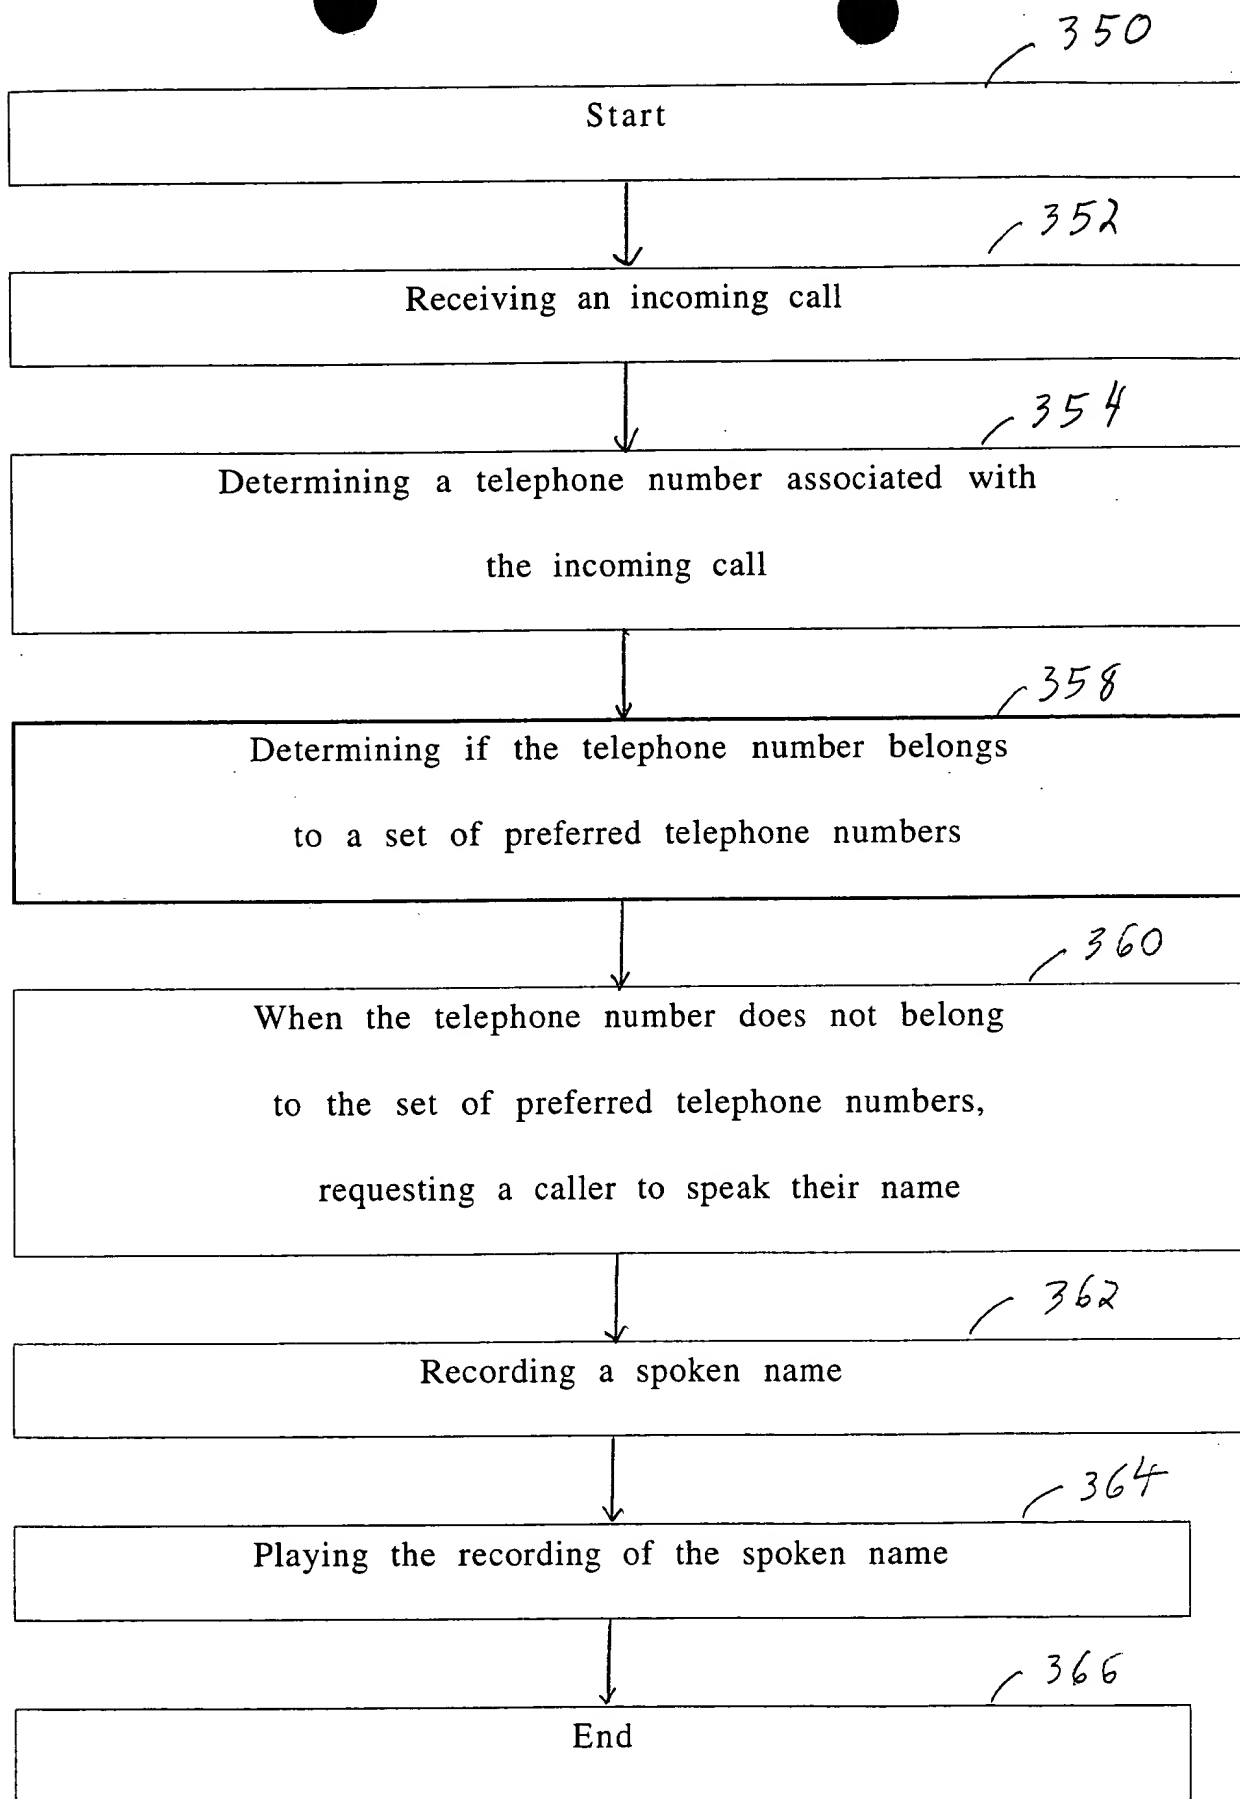 350
Start
352
Receiving an incoming call
354
Determining a telephone number associated with
the incoming call
358
Determining if the telephone number belongs
to a set of preferred telephone numbers
360
When the telephone number does not belong
to the set of preferred telephone numbers,
requesting a caller to speak their name
362
Recording a spoken name
364
Playing the recording of the spoken name
366
End